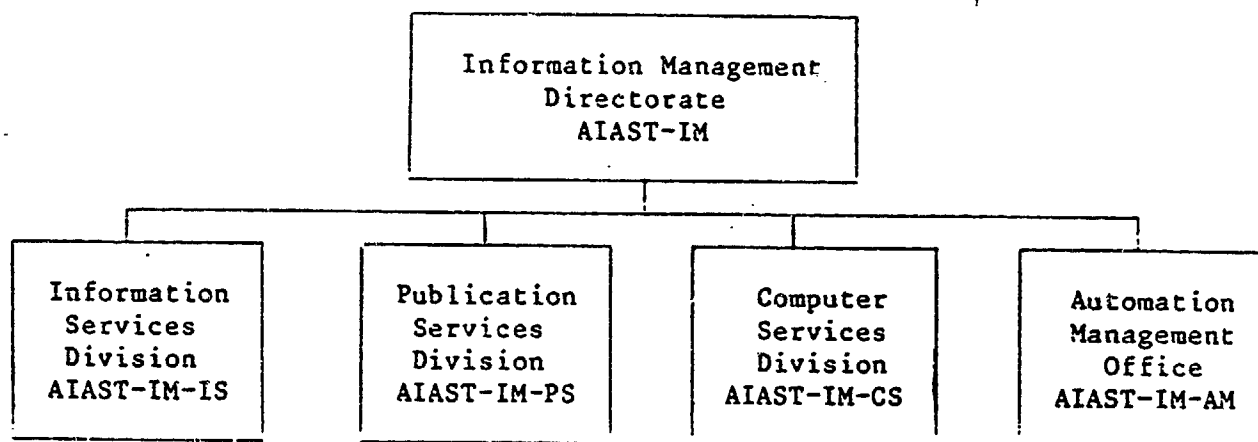 Information Management
Directorate
AIAST-IM
Information
Services
Division
AIAST-IM-IS
Publication
Services
Division
AIAST-IM-PS
Computer
Services
Division
AIAST-IM-CS
Automation
Management
Office
AIAST-IM-AM